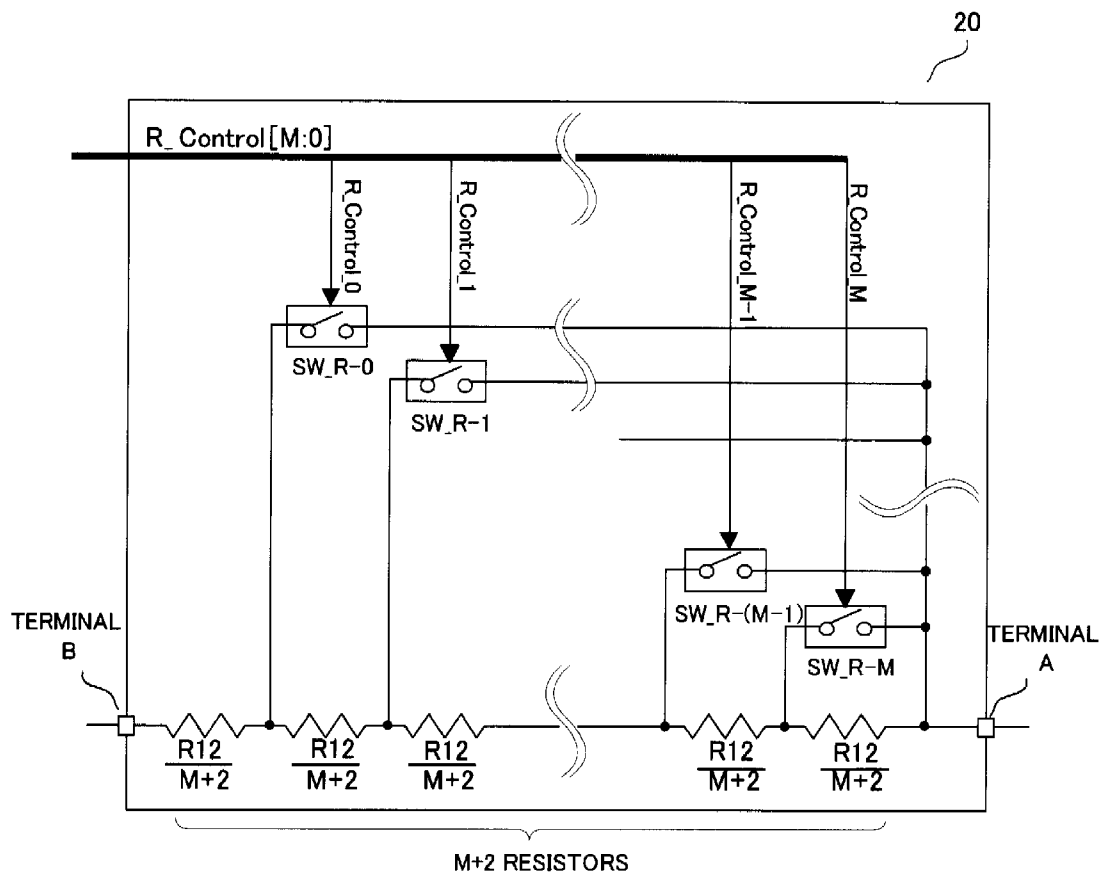 20
R_Control[M:0]
R_Control_0
R_Control_1
R_Control_M-1
R_Control_M
SW_R-0
SW_R-1
SW_R-(M-1)
SW_R-M
TERMINAL
B
TERMINAL
A
R12
M+2
R12
M+2
R12
M+2
R12
M+2
R12
M+2
M+2 RESISTORS